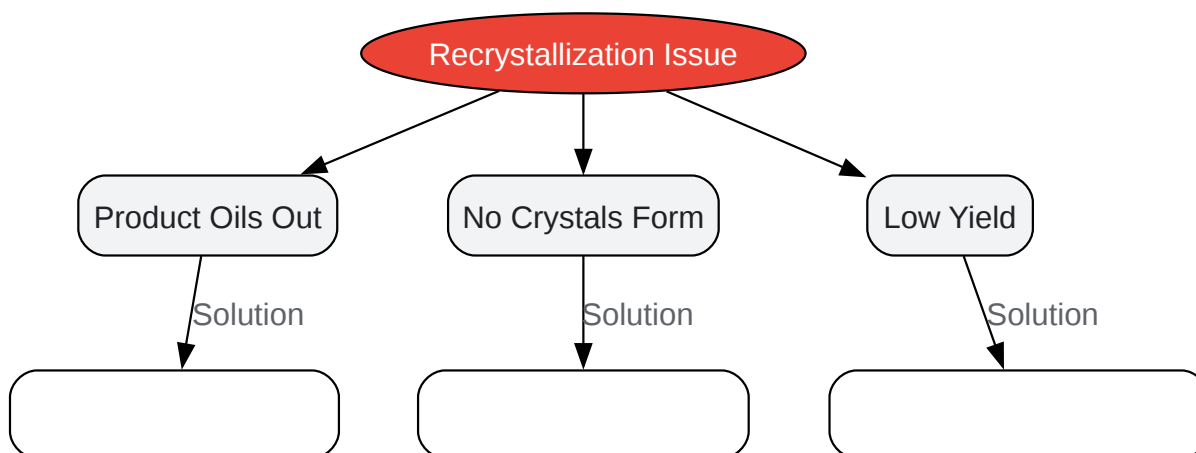 Recrystallization Issue
Product Oils Out
No Crystals Form
Low Yield
Solution
Solution
Solution